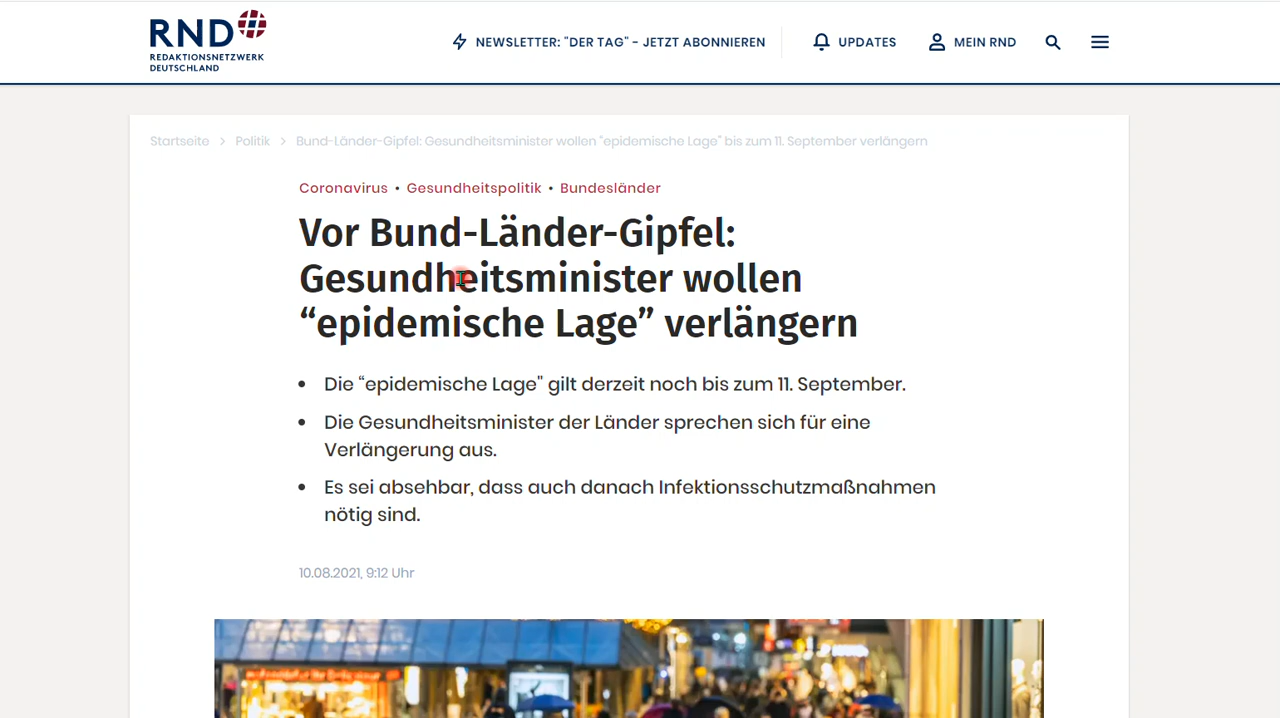 RND
REDAKTIONSNETZWERK
DEUTSCHLAND
NEWSLETTER: "DER TAG" - JETZT ABONNIEREN
UPDATES
MEIN RND
Startseite > Politik > Bund-Länder-Gipfel: Gesundheitsminister wollen "epidemische Lage" bis zum 11. September verlängern
Coronavirus • Gesundheitspolitik • Bundesländer
Vor Bund-Länder-Gipfel:
Gesundheitsminister wollen
“epidemische Lage” verlängern
• Die “epidemische Lage" gilt derzeit noch bis zum 11. September.
• Die Gesundheitsminister der Länder sprechen sich für eine
Verlängerung aus.
• Es sei absehbar, dass auch danach Infektionsschutzmaßnahmen
nötig sind.
10.08.2021, 9:12 Uhr